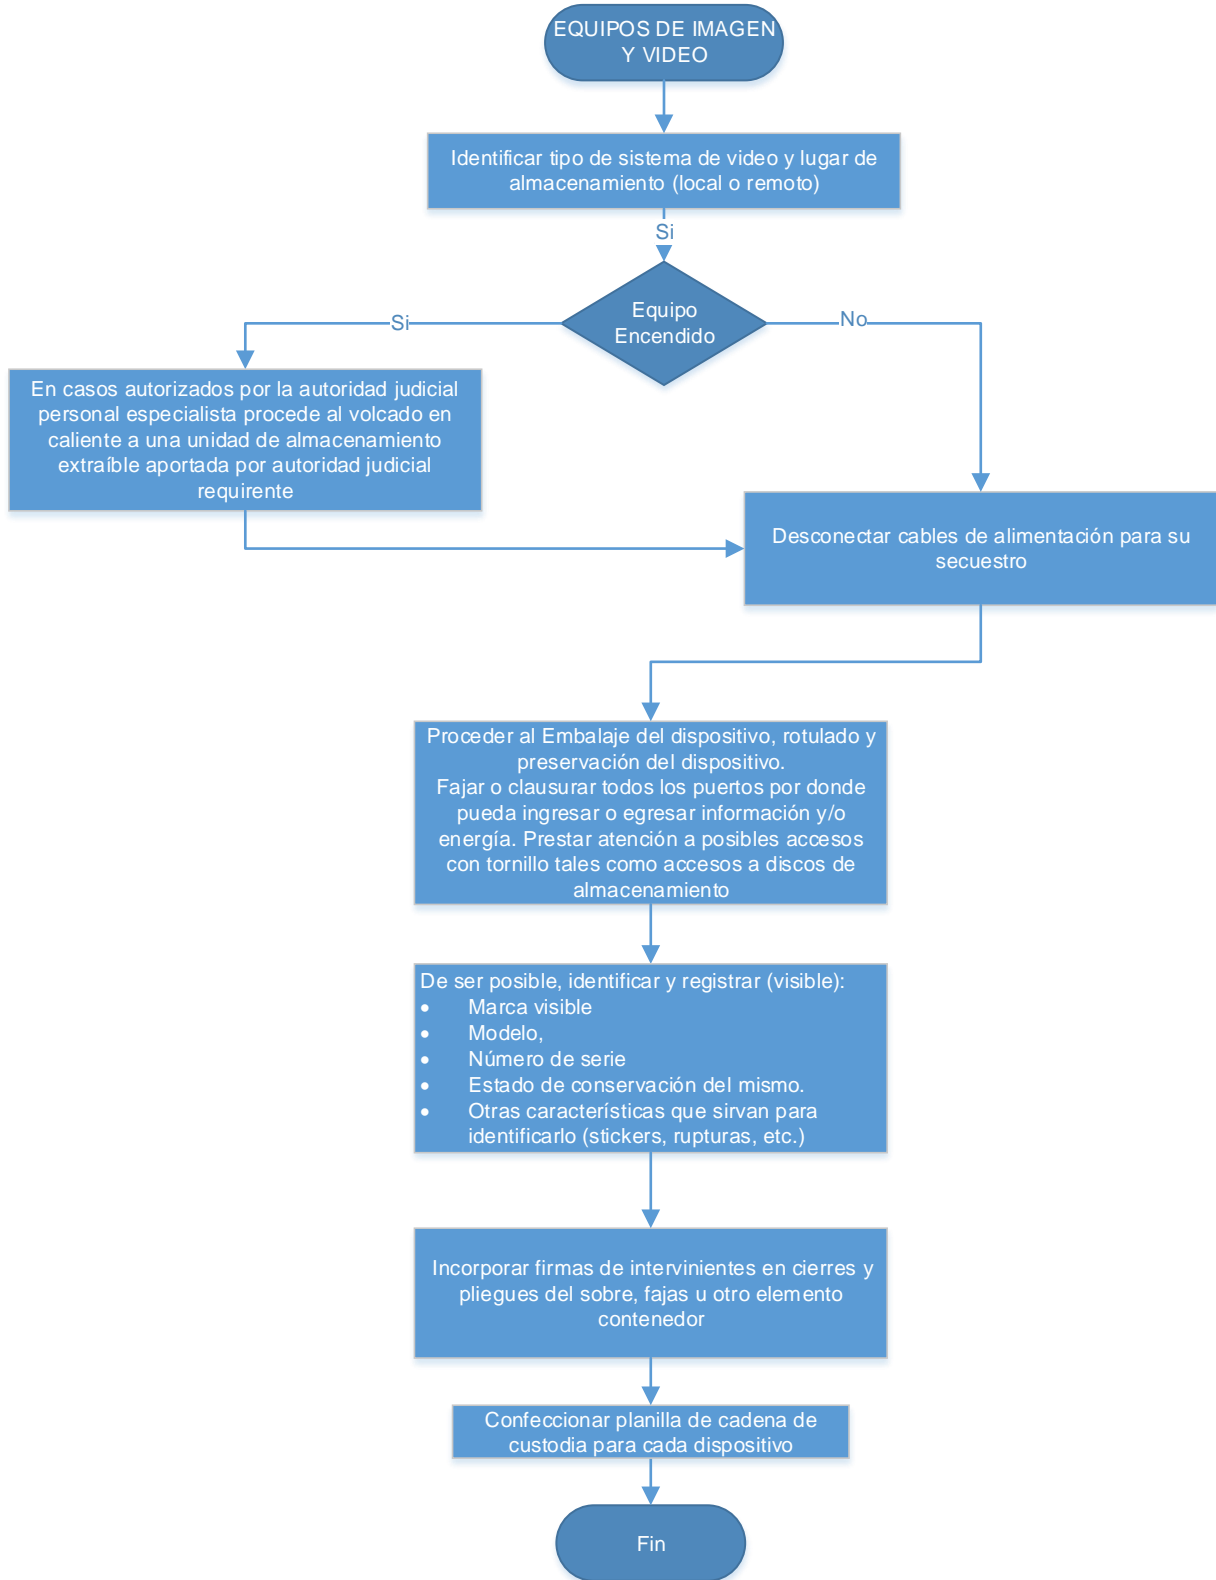 EQUIPOS DE IMAGEN
Y VIDEO
Identificar tipo de sistema de video y lugar de
almacenamiento (local o remoto)
Si
Equipo
Encendido
Si
No
En casos autorizados por la autoridad judicial
personal especialista procede al volcado en
caliente a una unidad de almacenamiento
extraíble aportada por autoridad judicial
requirente
Desconectar cables de alimentación para su
secuestro
Proceder al Embalaje del dispositivo, rotulado y
preservación del dispositivo.
Fajar o clausurar todos los puertos por donde
pueda ingresar o egresar información y/o
energía. Prestar atención a posibles accesos
con tornillo tales como accesos a discos de
almacenamiento
De ser posible, identificar y registrar (visible):
• Marca visible
• Modelo,
• Número de serie
• Estado de conservación del mismo.
• Otras características que sirvan para
identificarlo (stickers, rupturas, etc.)
Incorporar firmas de intervinientes en cierres y
pliegues del sobre, fajas u otro elemento
contenedor
Confeccionar planilla de cadena de
custodia para cada dispositivo
Fin